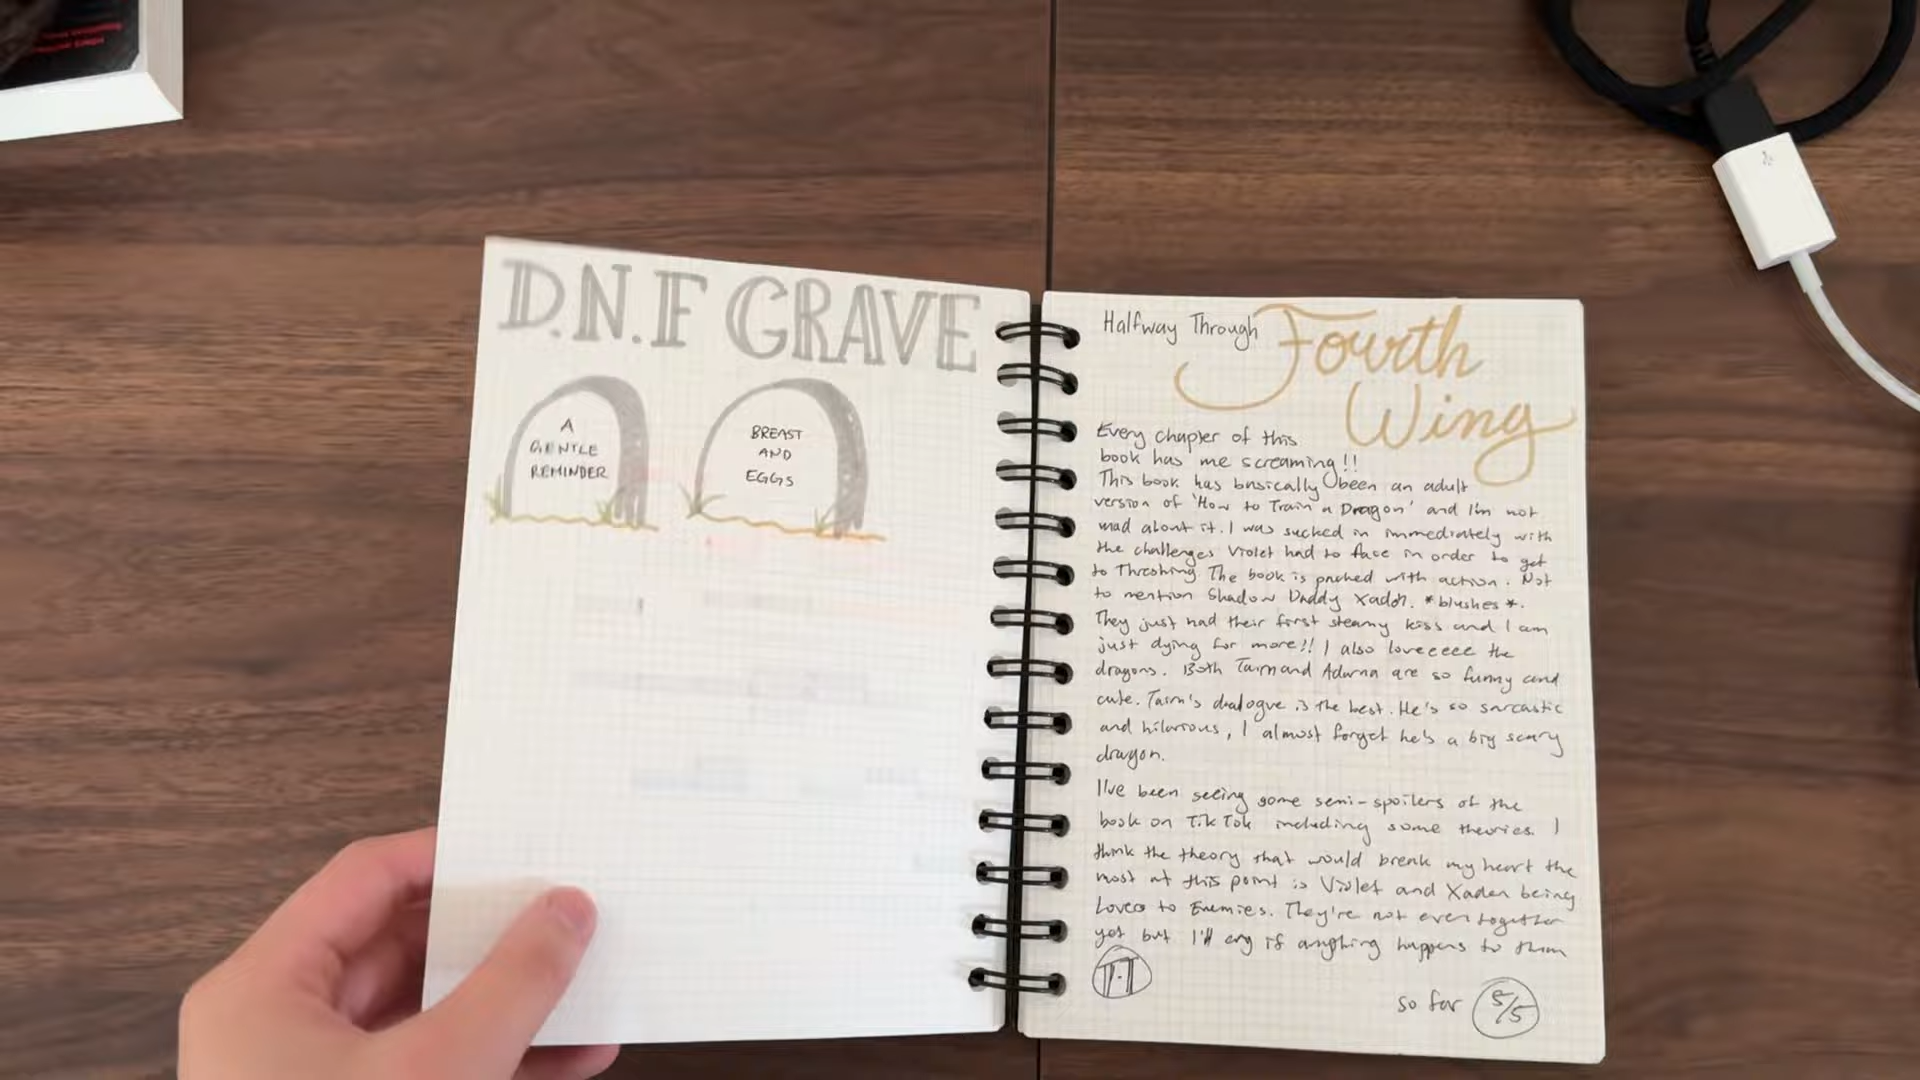 D.N.F GRAVE
A
GENTLE
REMINDER
BREAST
AND
EGGS
Halfway Through
Fourth
Wing
Every chapter of this
book has me screaming!!
This book has basically been an adult
version of 'How to Train a Dragon' and I'm not
mad about it. I was sucked in immediately with
the challenges Violet had to face in order to get
to Threshing. The book is packed with action. Not
to mention Shadow Daddy Xaden. *blushes*.
They just had their first steamy kiss and I am
just dying for more!! I also loveeeee the
dragons. Both Tairn and Adarna are so funny and
cute. Tairn's dialogue is the best. He's so sarcastic
and hilarious, I almost forget he's a big scary
dragon.
I've been seeing some semi-spoilers of the
book on TikTok including some theories. I
think the theory that would break my heart the
most at this point is Violet and Xaden being
Lovers to Enemies. They're not even together
yet but I'll cry if anything happens to them
so far 5/5